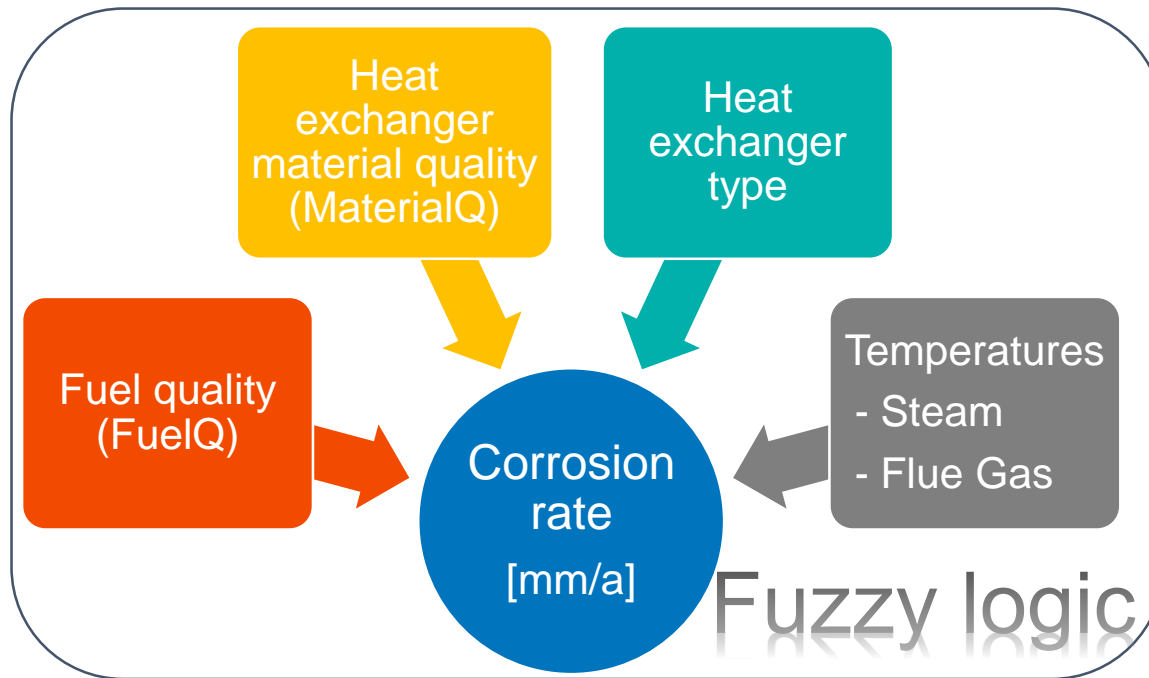 Heat
exchanger
material quality
(MaterialQ)
Heat
exchanger
type
Fuel quality
(FuelQ)
Temperatures
- Steam
- Flue Gas
Corrosion
rate
[mm/a]
Fuzzy logic